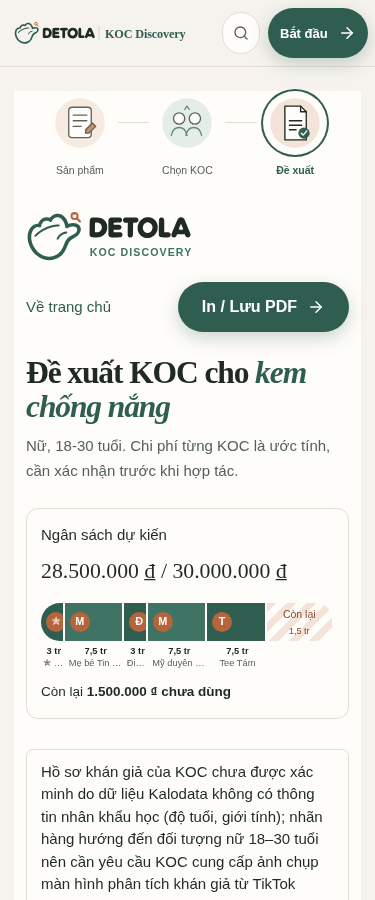 DETOLA KOC Discovery
Bắt đầu
Sản phẩm
Chọn KOC
Đề xuất
DETOLA
KOC DISCOVERY
Về trang chủ
In / Lưu PDF
Đề xuất KOC cho kem
chống nắng
Nữ, 18-30 tuổi. Chi phí từng KOC là ước tính,
cần xác nhận trước khi hợp tác.
Ngân sách dự kiến
28.500.000 ₫ / 30.000.000 ₫
M Đ M T Còn lại
1,5 tr
3 tr 7,5 tr 3 tr 7,5 tr 7,5 tr
★ … Mẹ bé Tin … Đi… Mỹ duyên … Tee Tám
Còn lại 1.500.000 ₫ chưa dùng
Hồ sơ khán giả của KOC chưa được xác
minh do dữ liệu Kalodata không có thông
tin nhân khẩu học (độ tuổi, giới tính); nhãn
hàng hướng đến đối tượng nữ 18–30 tuổi
nên cần yêu cầu KOC cung cấp ảnh chụp
màn hình phân tích khán giả từ TikTok